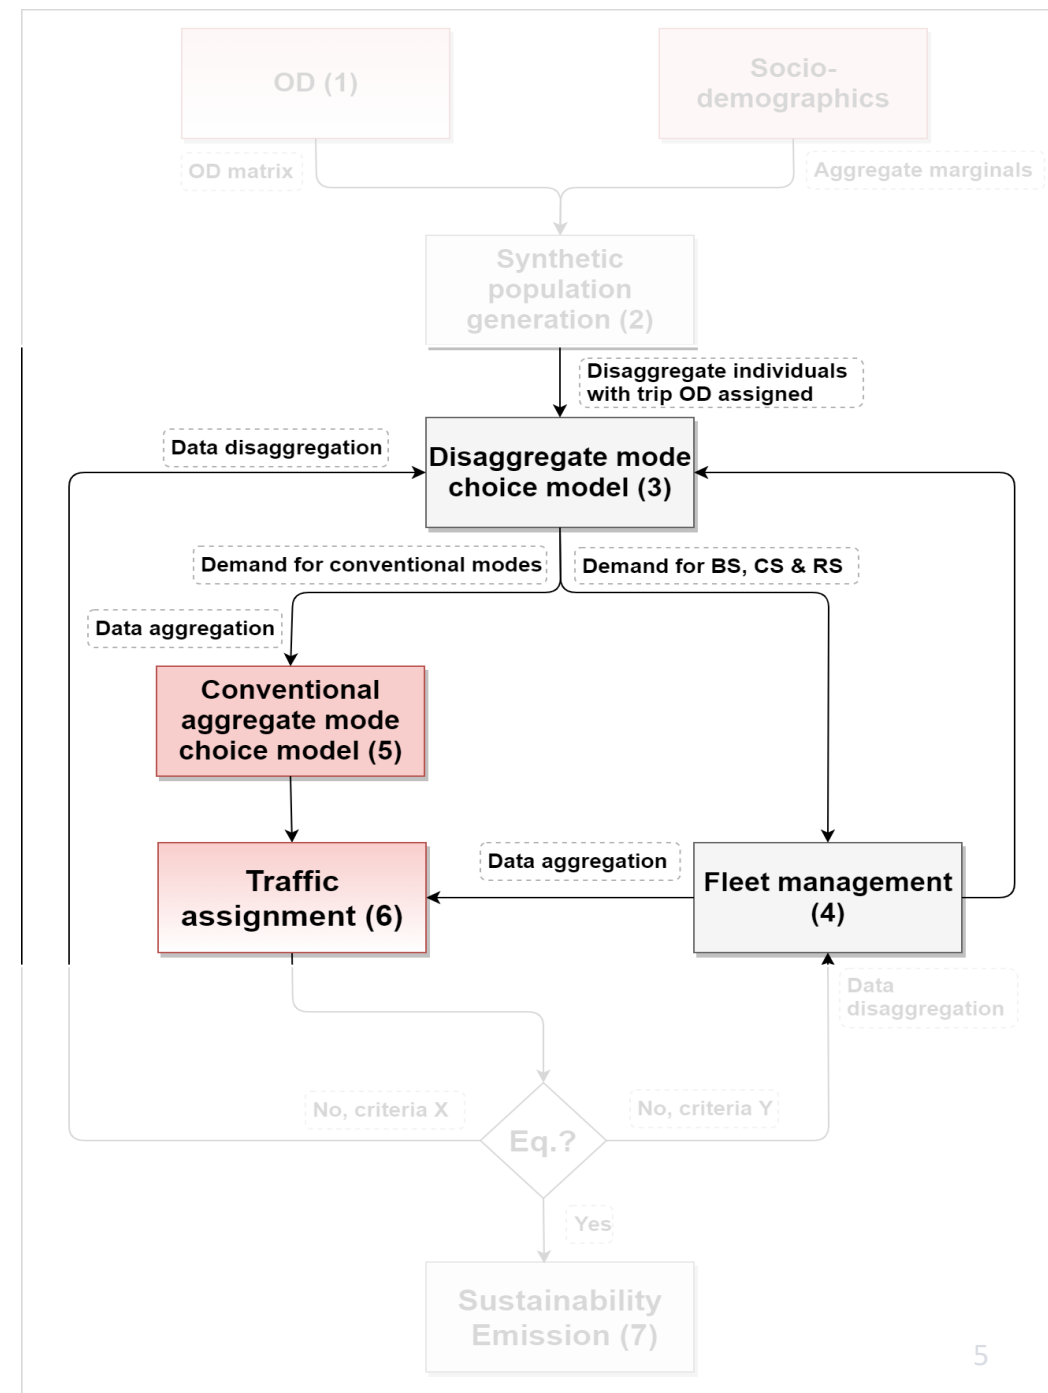 OD (1)
Socio-
demographics
OD matrix
Aggregate marginals
Synthetic
population
generation (2)
Disaggregate individuals
with trip OD assigned
Data disaggregation
Disaggregate mode
choice model (3)
Demand for conventional modes
Demand for BS, CS & RS
Data aggregation
Conventional
aggregate mode
choice model (5)
Traffic
assignment (6)
Data aggregation
Fleet management
(4)
Data
disaggregation
No, criteria X
No, criteria Y
Eq.?
Yes
Sustainability
Emission (7)
5